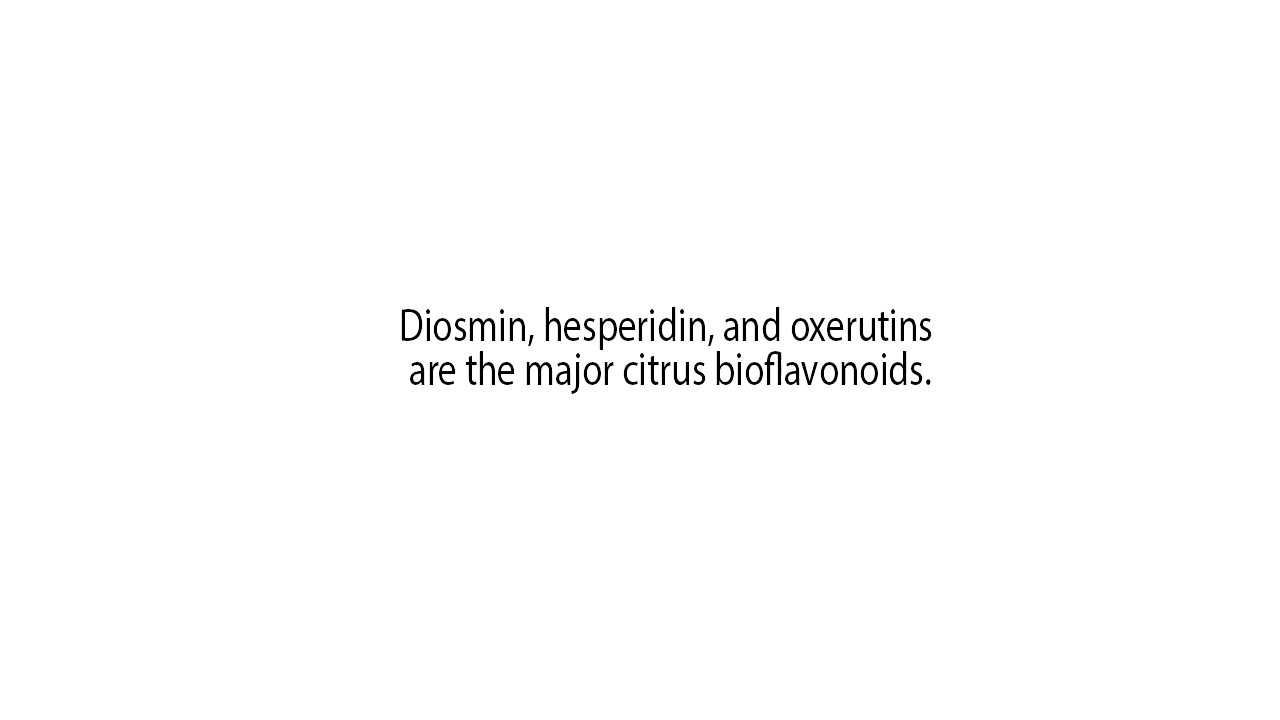 Diosmin, hesperidin, and oxerutins
are the major citrus bioflavonoids.